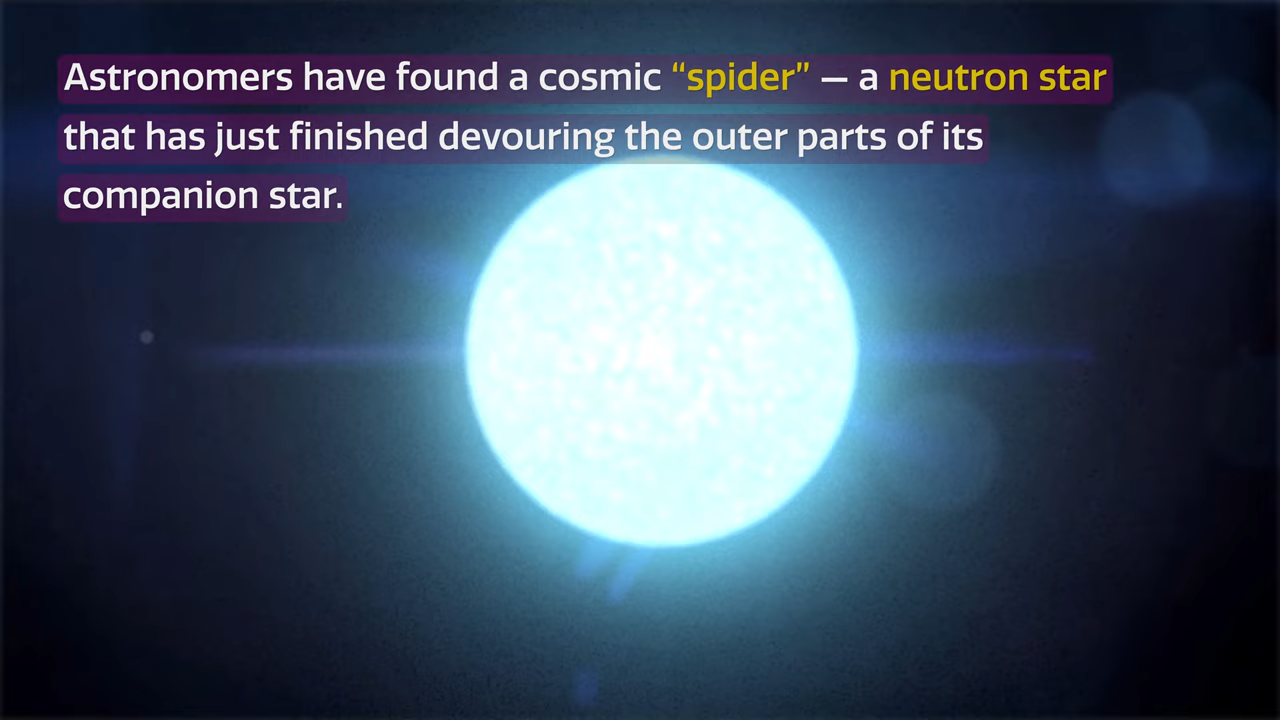 Astronomers have found a cosmic “spider” — a neutron star
that has just finished devouring the outer parts of its
companion star.